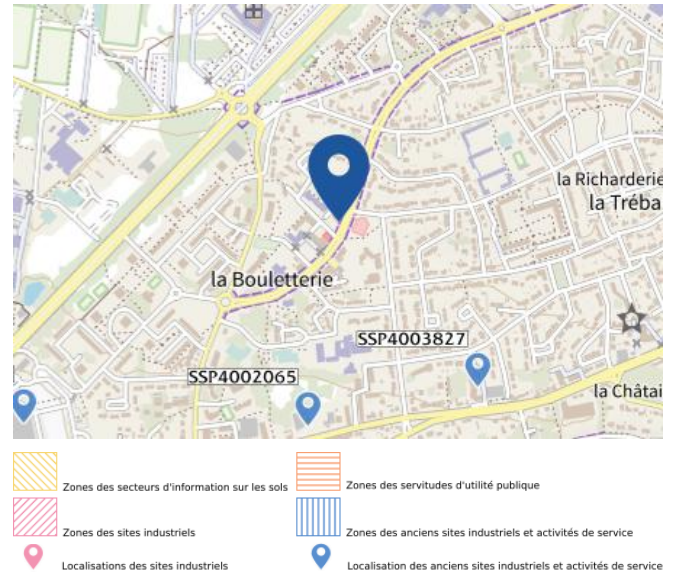 la Richarderie
la Tréba
la Bouletterie
SSP4003827
SSP4002065
la Châtai
Zones des secteurs d'information sur les sols
Zones des servitudes d'utilité publique
Zones des sites industriels
Zones des anciens sites industriels et activités de service
Localisations des sites industriels
Localisation des anciens sites industriels et activités de service